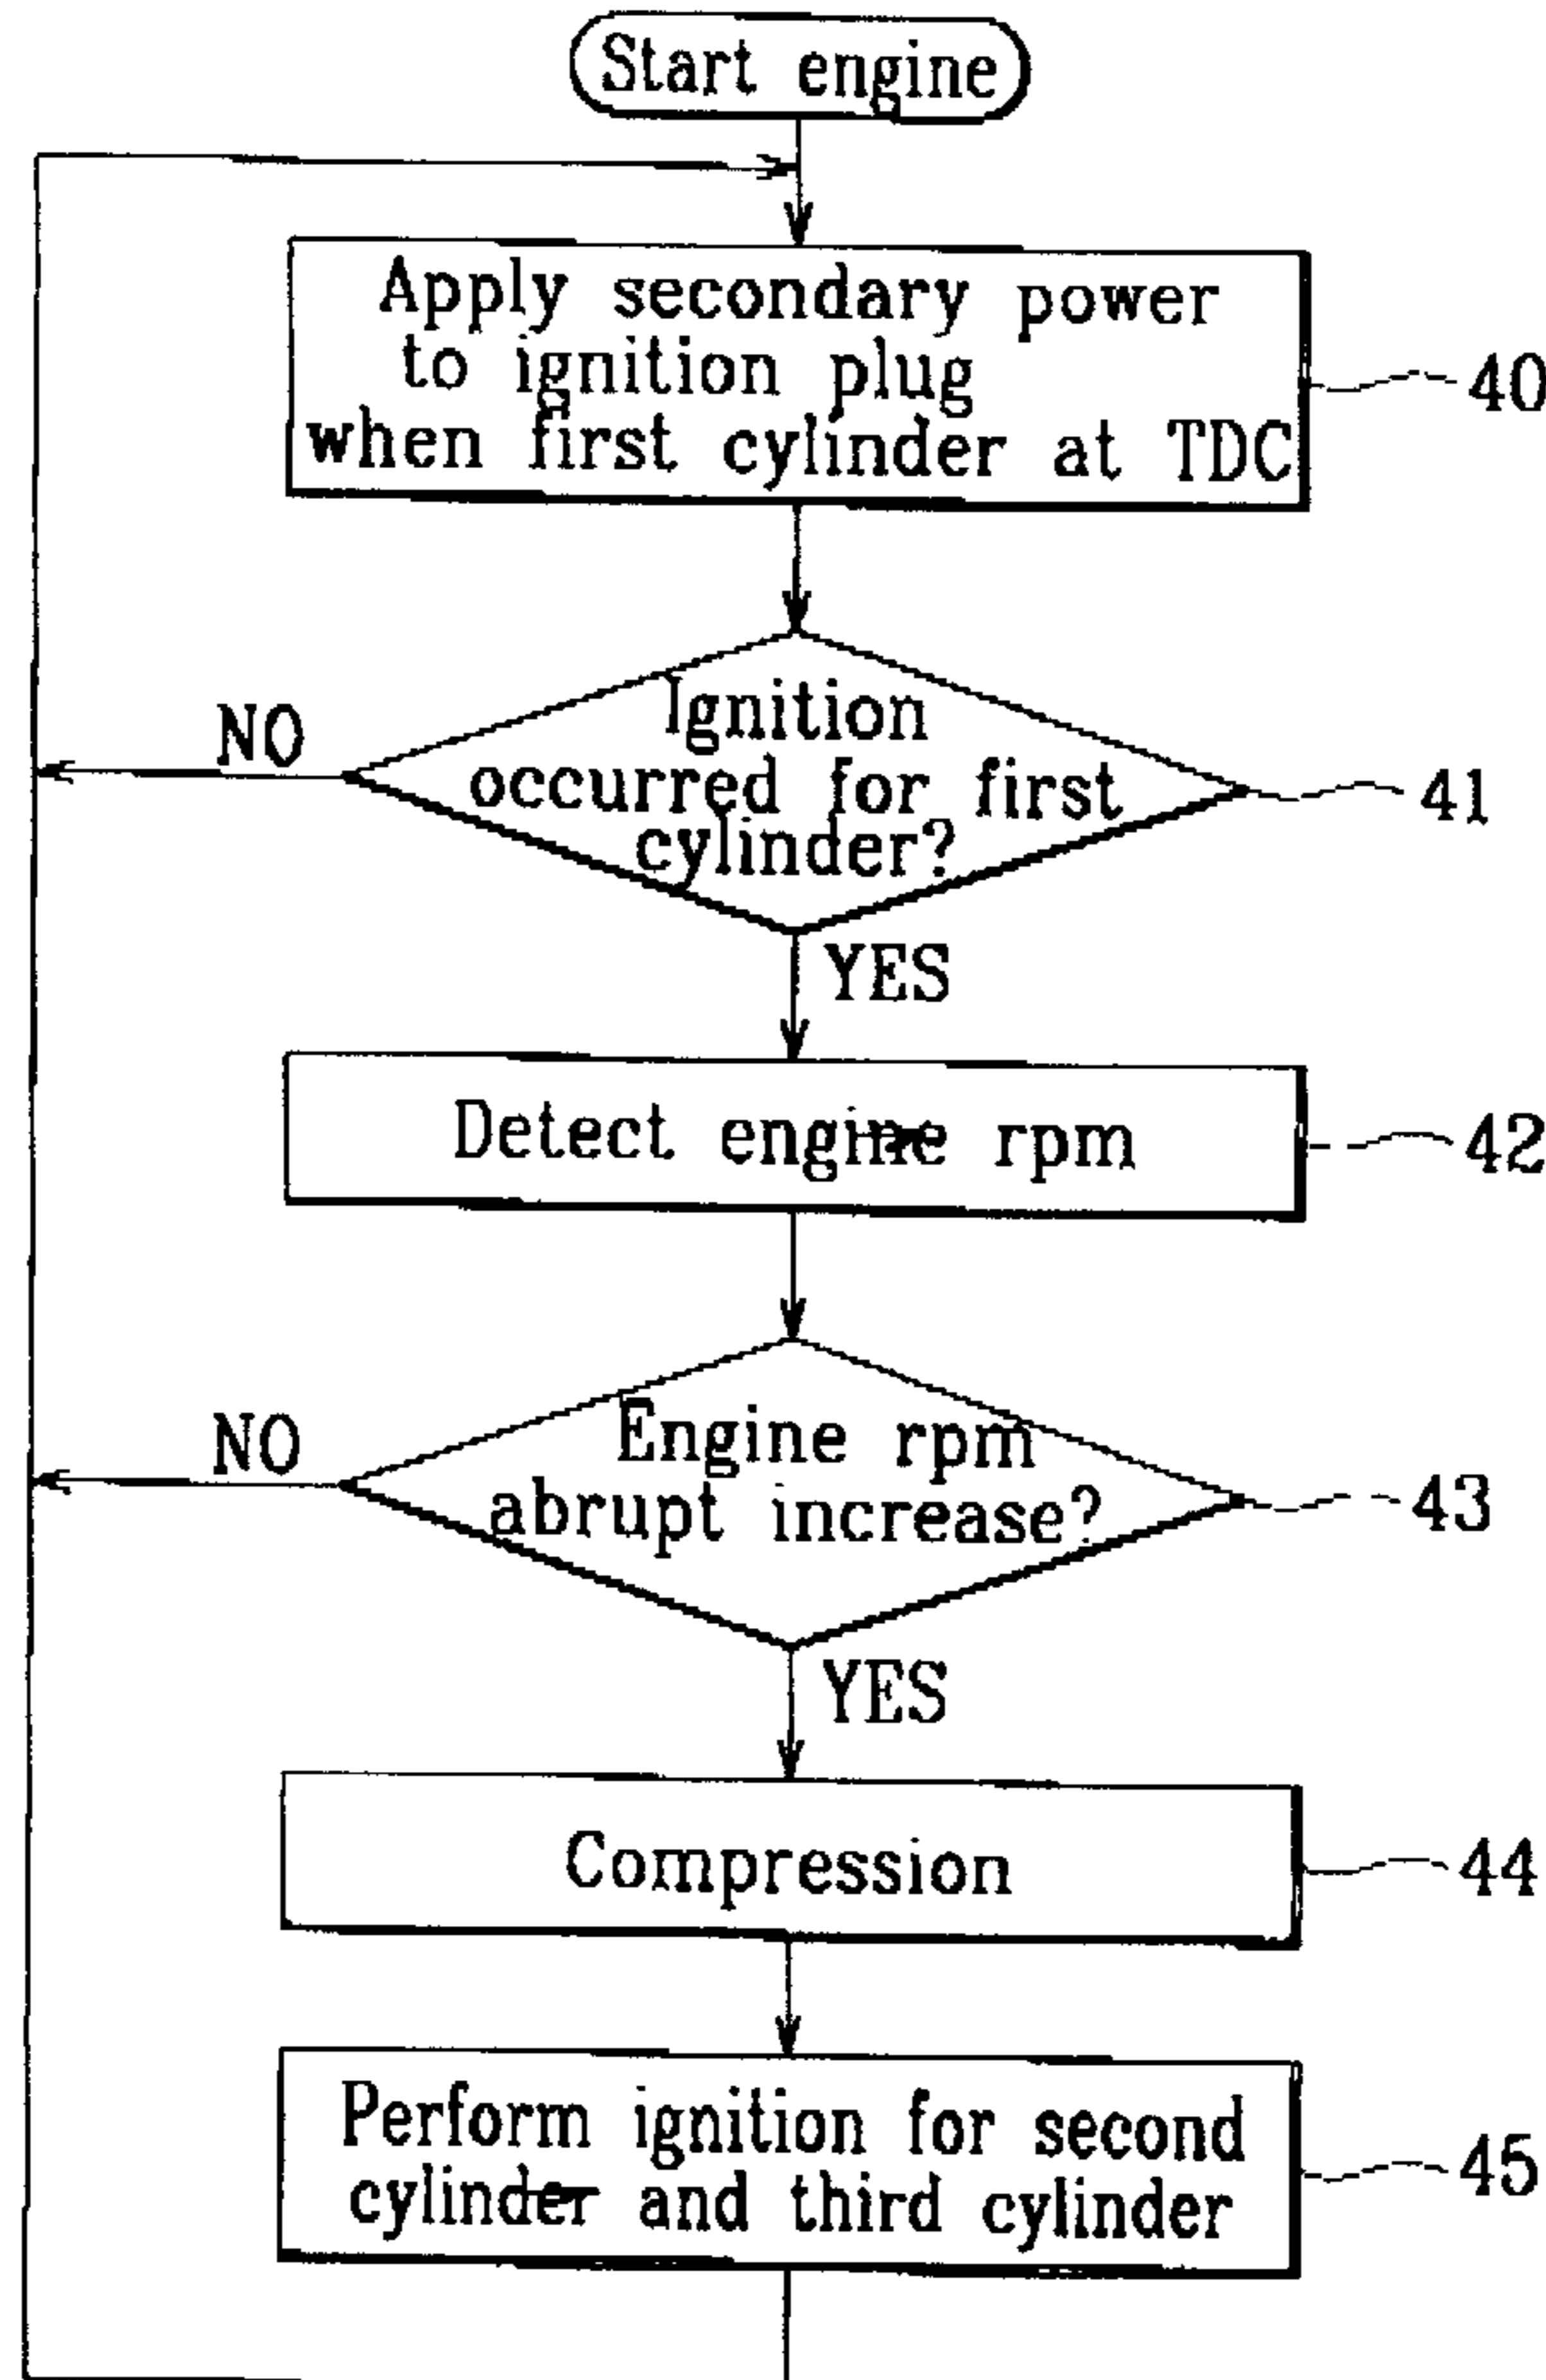 Start engine
Apply secondary power
to ignition plug
when first cylinder at TDC
40
Ignition
occurred for first
cylinder?
NO
41
YES
Detect engine rpm
42
Engine rpm
abrupt increase?
NO
43
YES
Compression
44
Perform ignition for second
cylinder and third cylinder
45